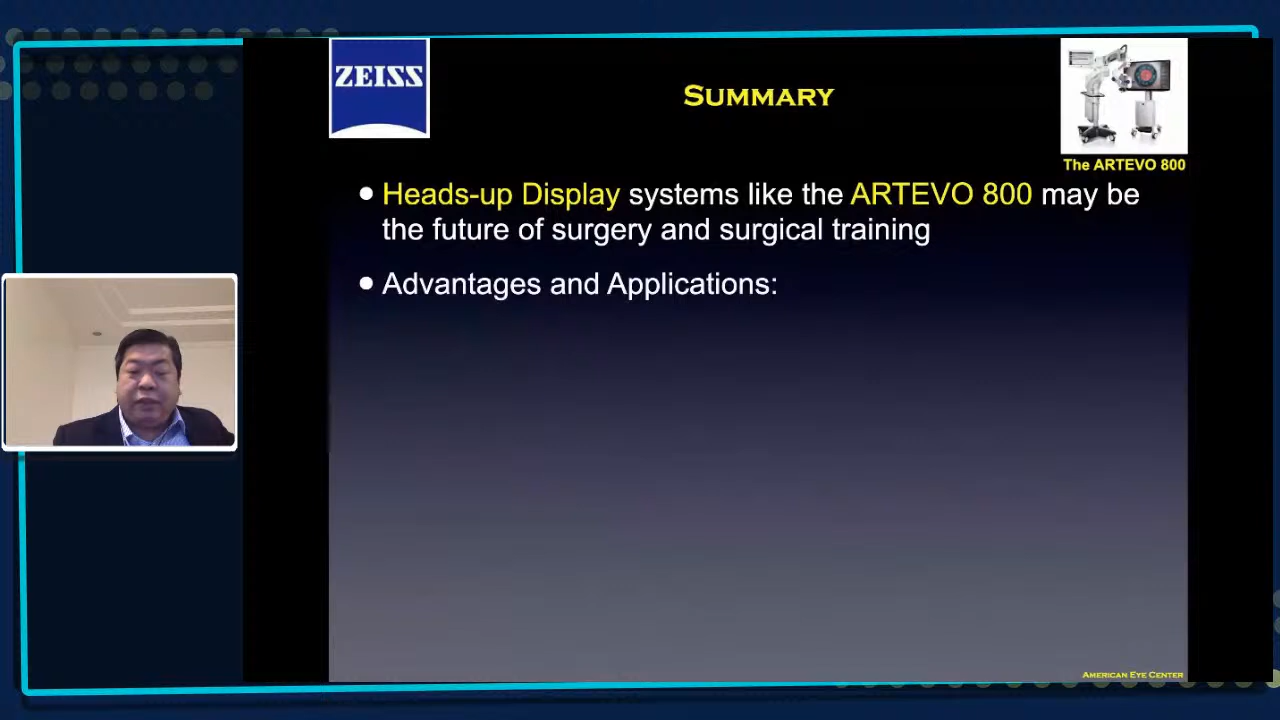 ZEISS
SUMMARY
The ARTEVO 800
• Heads-up Display systems like the ARTEVO 800 may be
the future of surgery and surgical training
• Advantages and Applications:
AMERICAN EYE CENTER